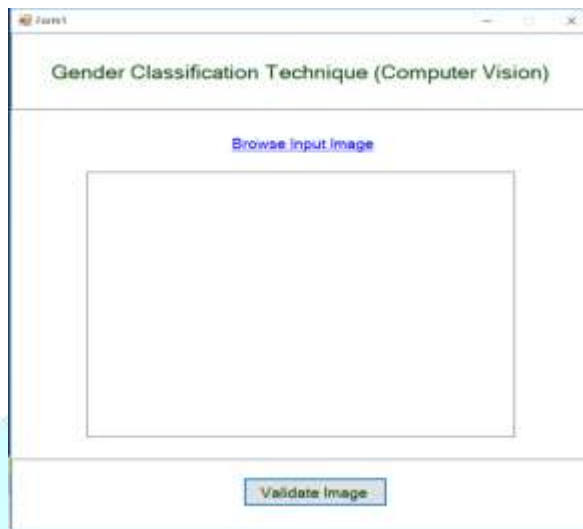 Form1
Gender Classification Technique (Computer Vision)
Browse Input Image
Validate Image